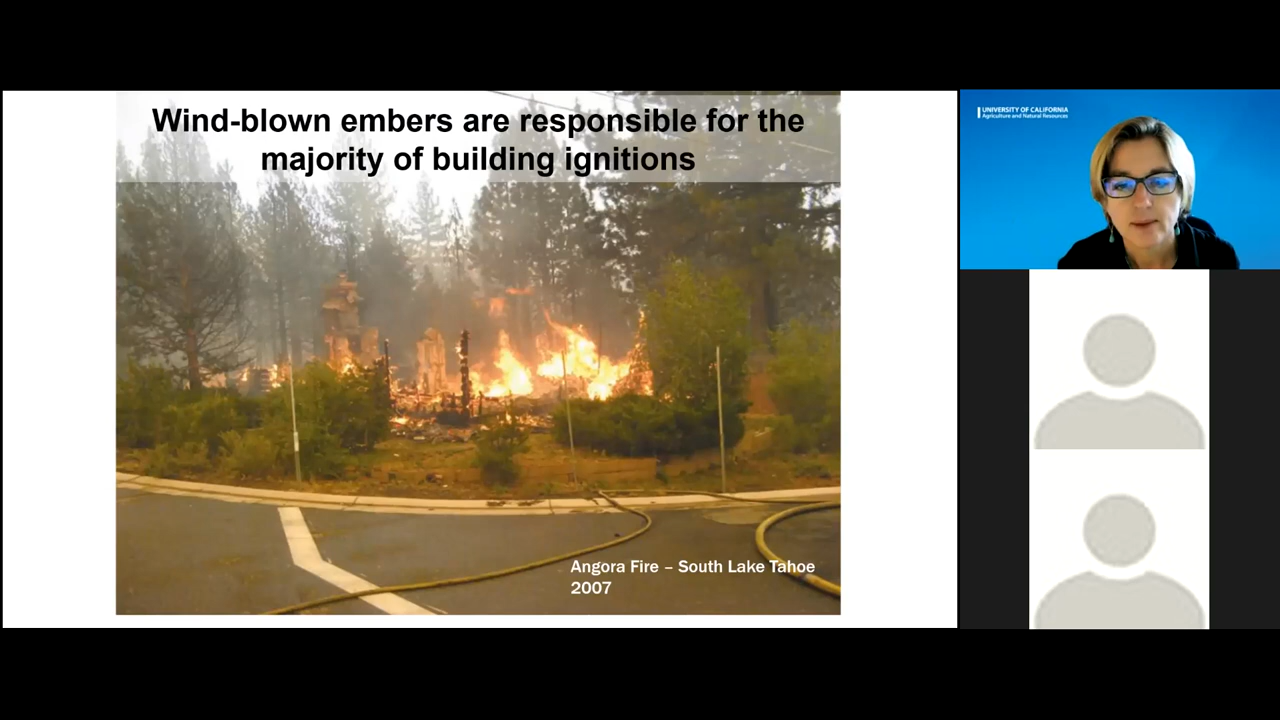 Wind-blown embers are responsible for the
majority of building ignitions
Angora Fire – South Lake Tahoe
2007
UNIVERSITY OF CALIFORNIA
Agriculture and Natural Resources